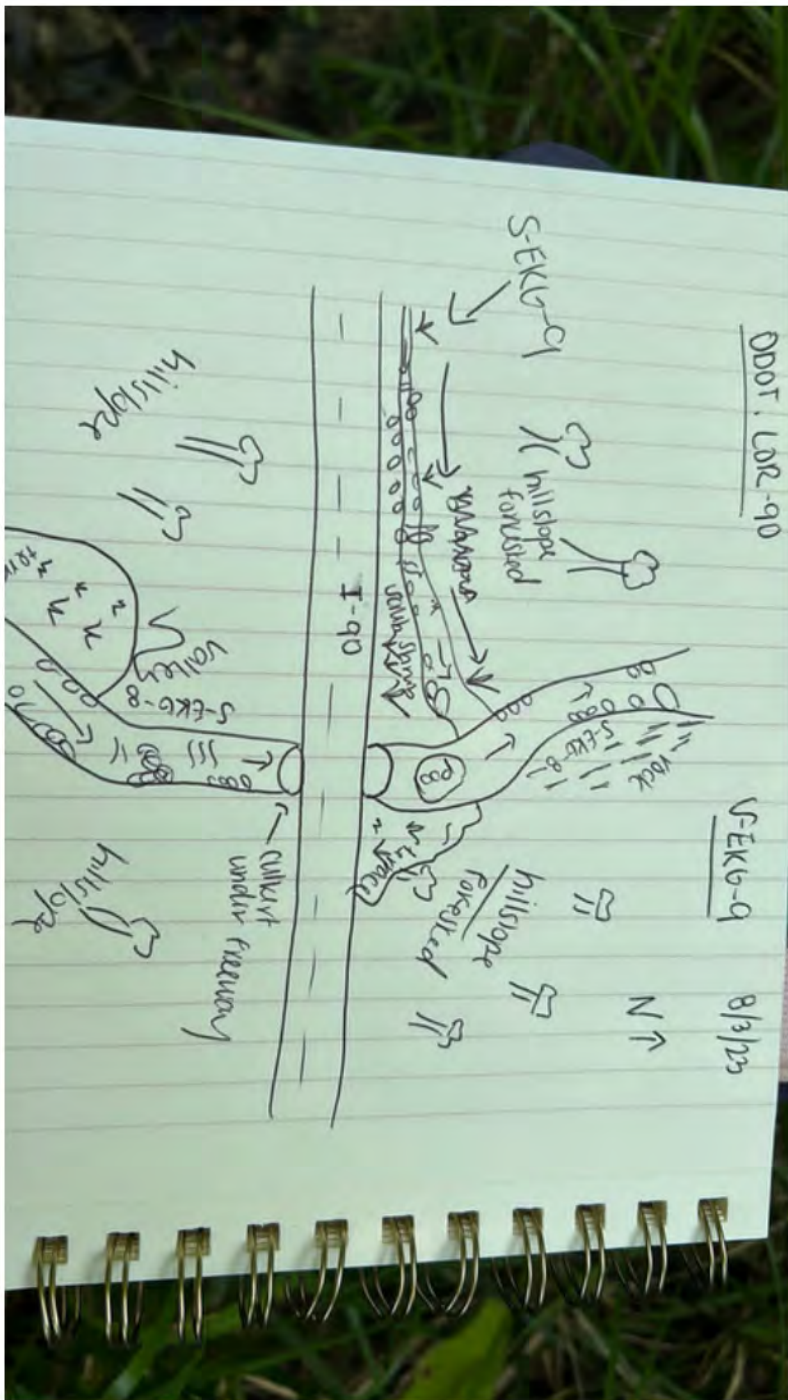 ODOT. LOR-90
V-EKG-9
8/3/23
N ↑
S-EKG-9
hillslope
forested
rock
S-EKG-8
hillslope
forested
pool
I-90
culvert
under freeway
hillslope
valley
S-EKG-8
hillslope